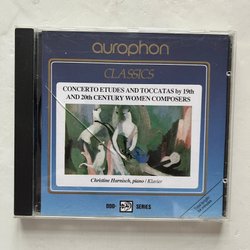 aurophon
CLASSICS
CONCERTO ETUDES AND TOCCATAS by 19th
AND 20th CENTURY WOMEN COMPOSERS
Christine Harnisch, piano / Klavier
DDD
SERIES